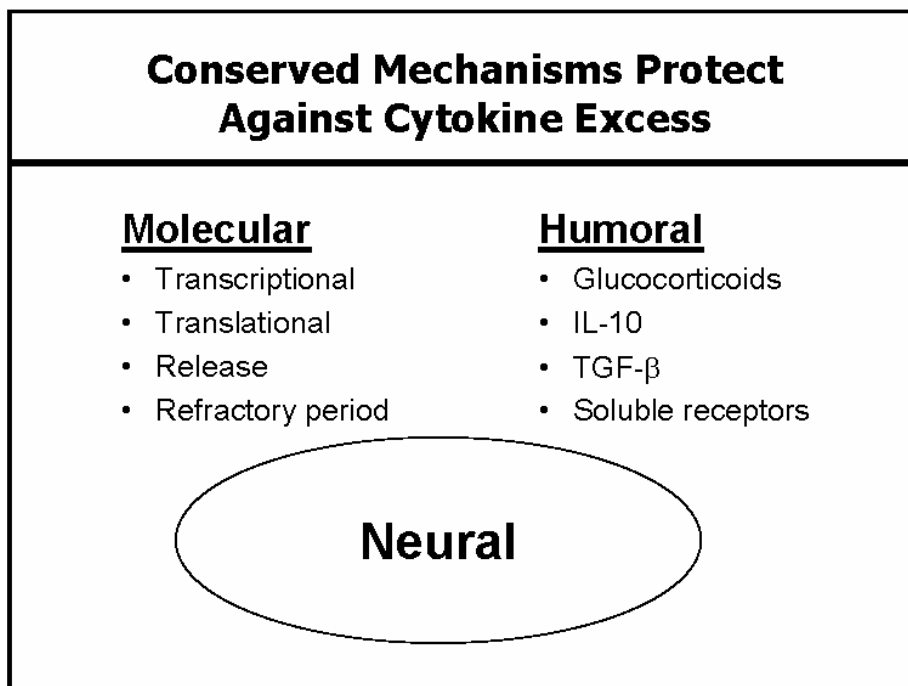 Conserved Mechanisms Protect
Against Cytokine Excess
Molecular
• Transcriptional
• Translational
• Release
• Refractory period
Humoral
• Glucocorticoids
• IL-10
• TGF-β
• Soluble receptors
Neural